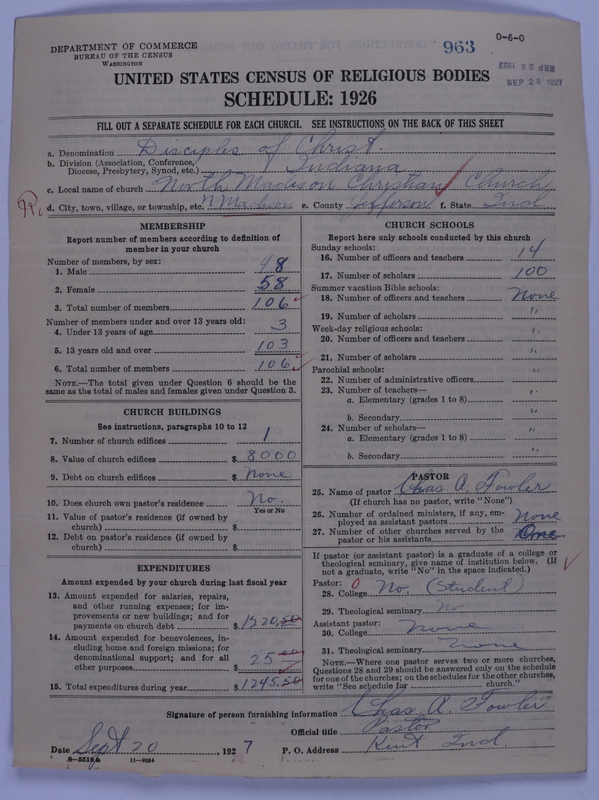 963
0-6-0
SEP 26 1927
SEP 26 1927
DEPARTMENT OF COMMERCE
BUREAU OF THE CENSUS
WASHINGTON
UNITED STATES CENSUS OF RELIGIOUS BODIES
SCHEDULE: 1926
FILL OUT A SEPARATE SCHEDULE FOR EACH CHURCH. SEE INSTRUCTIONS ON THE BACK OF THIS SHEET
a. Denomination Disciples of Christ.
b. Division (Association, Conference, Diocese, Presbytery, Synod, etc.) Indiana
c. Local name of church North Madison Christian Church
d. City, town, village, or township, etc. N Madison e. County Jefferson f. State Ind
MEMBERSHIP
Report number of members according to definition of
member in your church
Number of members, by sex:
1. Male 48
2. Female 58
3. Total number of members 106
Number of members under and over 13 years old:
4. Under 13 years of age 3
5. 13 years old and over 103
6. Total number of members 106
NOTE.—The total given under Question 6 should be the
same as the total of males and females given under Question 3.
CHURCH BUILDINGS
See instructions, paragraphs 10 to 12
7. Number of church edifices 1
8. Value of church edifices $ 8000
9. Debt on church edifices $ None
10. Does church own pastor's residence No.
Yes or No
11. Value of pastor's residence (if owned by
church) $
12. Debt on pastor's residence (if owned by
church) $
EXPENDITURES
Amount expended by your church during last fiscal year
13. Amount expended for salaries, repairs,
and other running expenses; for im-
provements or new buildings; and for
payments on church debt $ 1220.50
14. Amount expended for benevolences, in-
cluding home and foreign missions; for
denominational support; and for all
other purposes $ 25.00
15. Total expenditures during year $ 1245.50
CHURCH SCHOOLS
Report here only schools conducted by this church
Sunday schools:
16. Number of officers and teachers 14
17. Number of scholars 100
Summer vacation Bible schools:
18. Number of officers and teachers None
19. Number of scholars "
Week-day religious schools: "
20. Number of officers and teachers "
21. Number of scholars "
Parochial schools: "
22. Number of administrative officers "
23. Number of teachers—
a. Elementary (grades 1 to 8) "
b. Secondary "
24. Number of scholars—
a. Elementary (grades 1 to 8) "
b. Secondary "
PASTOR
25. Name of pastor Chas A. Fowler
(If church has no pastor, write "None")
26. Number of ordained ministers, if any, em-
ployed as assistant pastors None
27. Number of other churches served by the
pastor or his assistants One
If pastor (or assistant pastor) is a graduate of a college or
theological seminary, give name of institution below. (If
not a graduate, write "No" in the space indicated.)
Pastor:
28. College No. (Student)
29. Theological seminary No
Assistant pastor:
30. College None
31. Theological seminary None
NOTE.—Where one pastor serves two or more churches,
Questions 28 and 29 should be answered only on the schedule
for one of the churches; on the schedules for the other churches,
write "See schedule for church."
Signature of person furnishing information Chas A. Fowler
Official title Pastor
Date Sept 20, 1927 P. O. Address Kent Ind.
8-5518a 11-9054